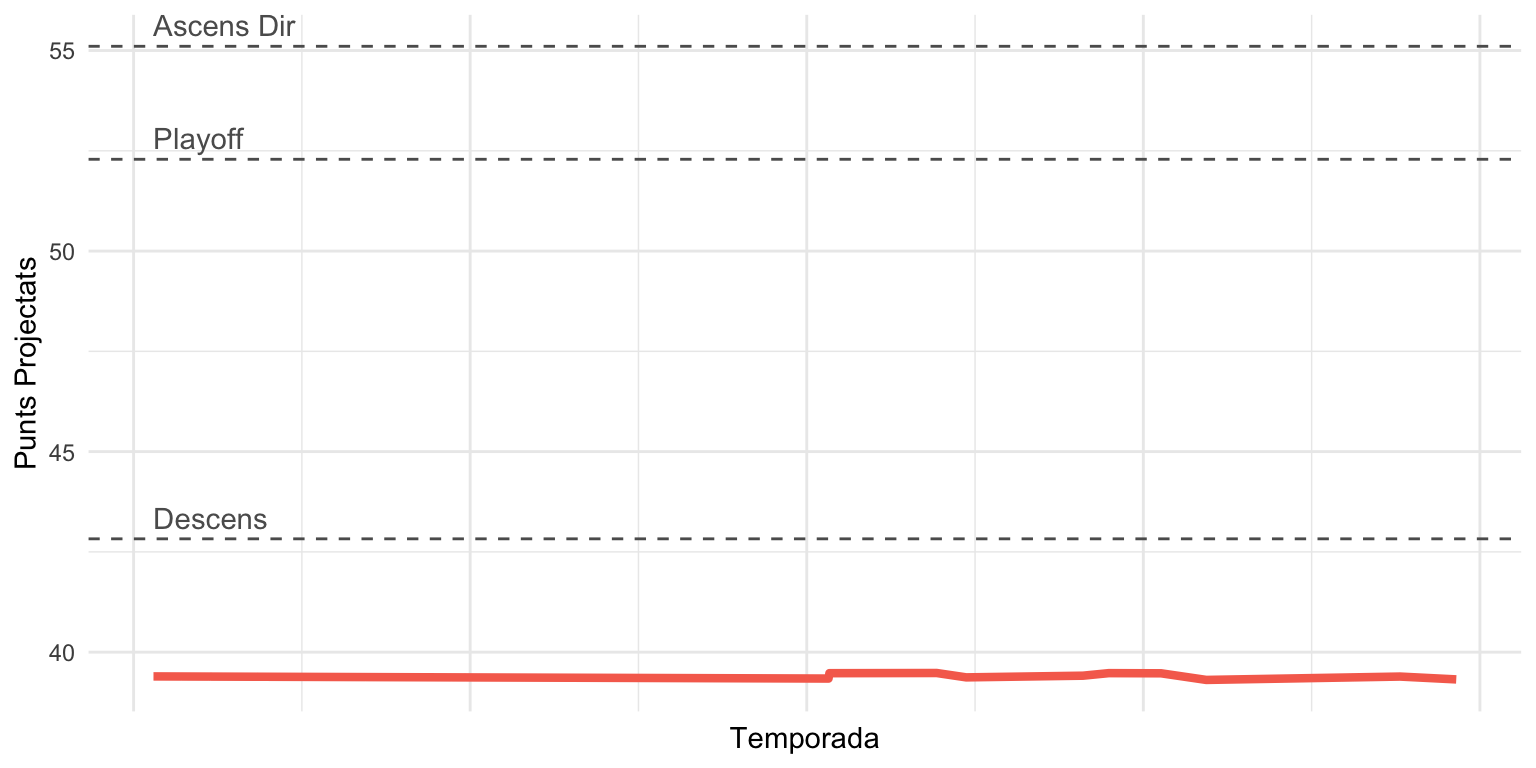 Ascens Dir
55
Playoff
50
Punts Projectats
45
Descens
40
Temporada